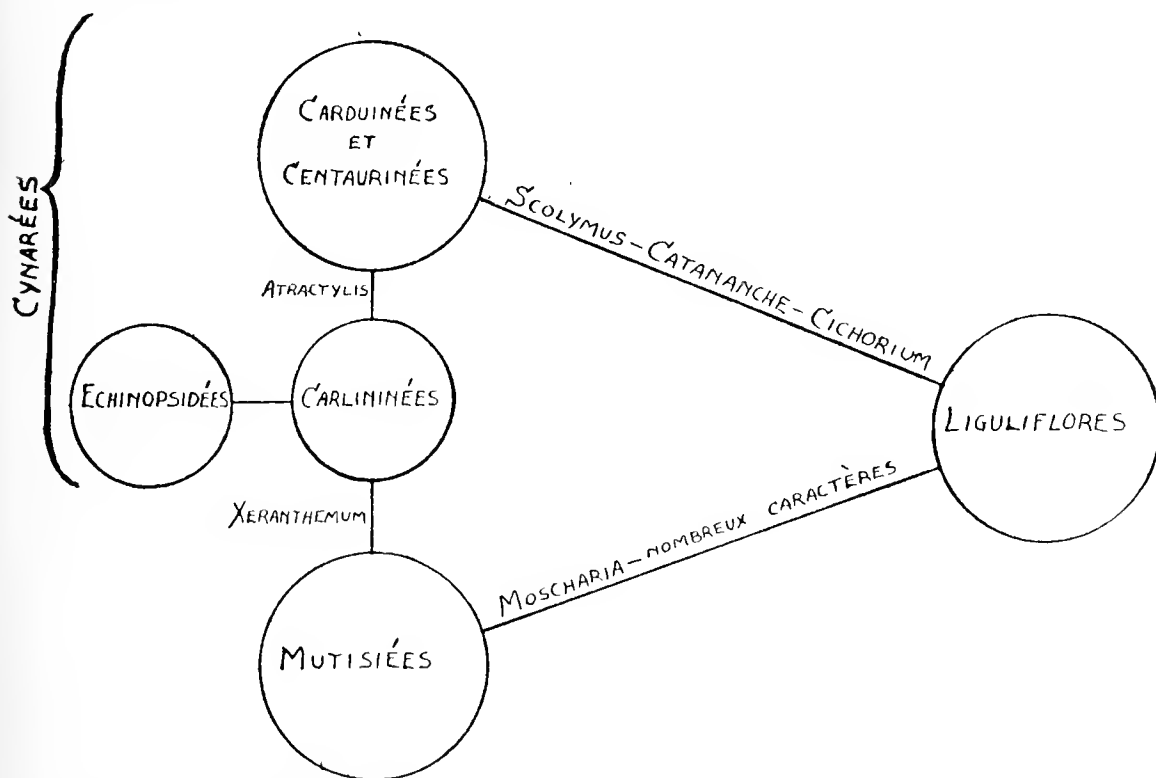 CYNARÉES
CARDUINÉES
ET
CENTAURINÉES
SCOLYMUS-CATANANCHE-CICHORIUM
ATRACTYLIS
ECHINOPSIDÉES
CARLININÉES
LIGULIFLORES
XERANTHEMUM
MOSCHARIA-NOMBREUX CARACTÈRES
MUTISIÉES